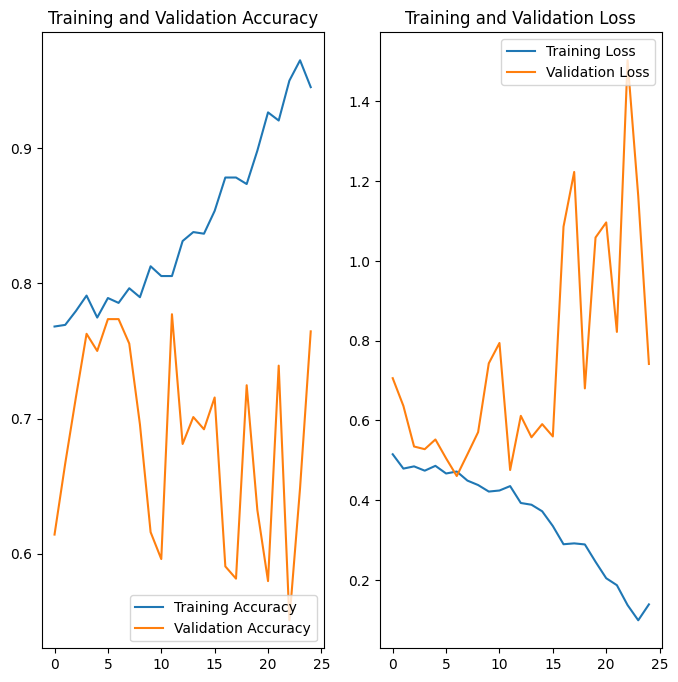 Training and Validation Accuracy
0.9
0.8
0.7
0.6
Training Accuracy
Validation Accuracy
0 5 10 15 20 25
Training and Validation Loss
Training Loss
Validation Loss
1.4
1.2
1.0
0.8
0.6
0.4
0.2
0 5 10 15 20 25